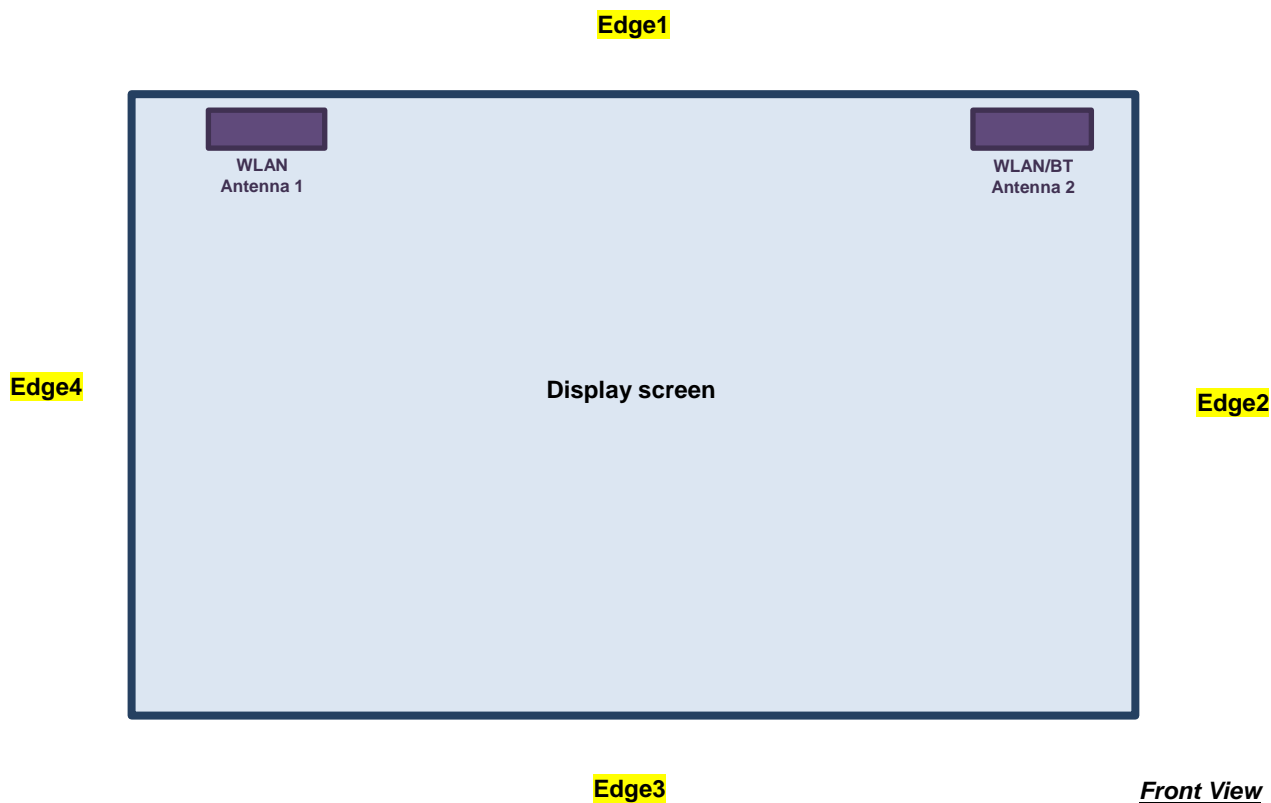 Edge1
WLAN
Antenna 1
WLAN/BT
Antenna 2
Edge4
Display screen
Edge2
Edge3
Front View